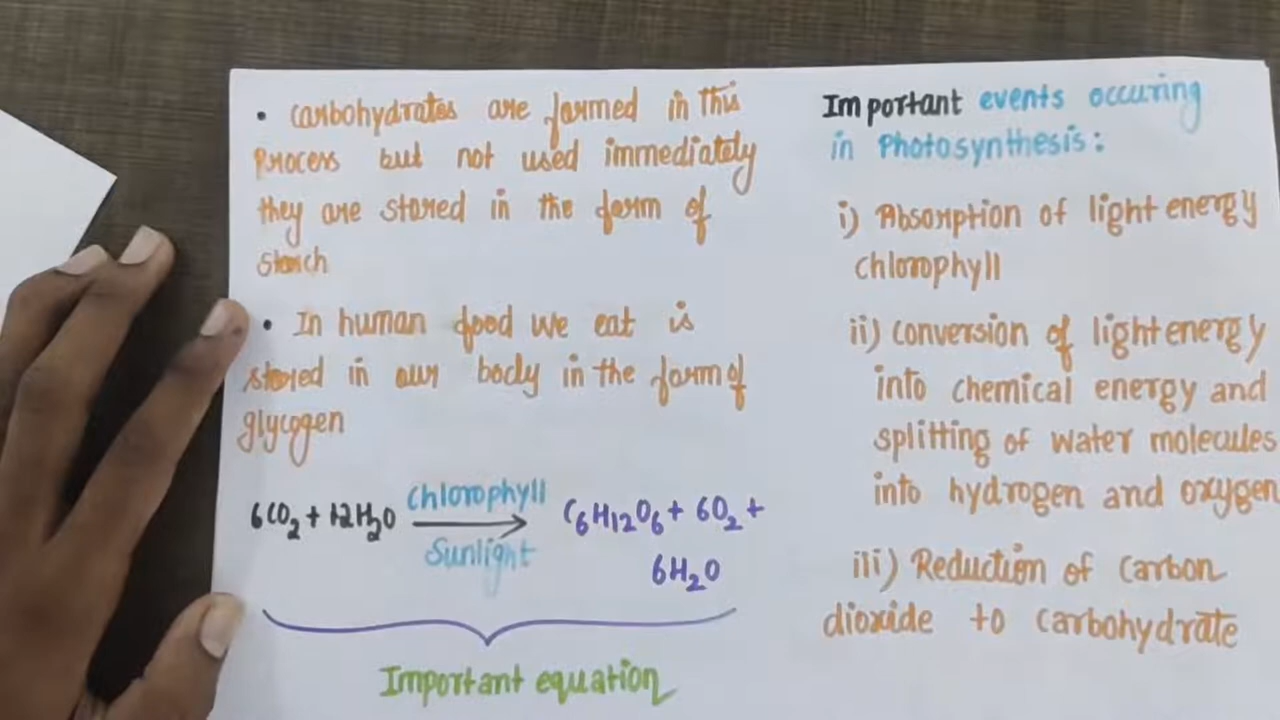 • Carbohydrates are formed in this
Process but not used immediately
they are stored in the form of
starch
• In human food we eat is
stored in our body in the form of
glycogen
Chlorophyll
6CO₂ + 12H₂O ⟶ C₆H₁₂O₆ + 6O₂ +
Sunlight
6H₂O
Important equation
Important events occuring
in Photosynthesis:
i) Absorption of light energy
chlorophyll
ii) Conversion of light energy
into chemical energy and
splitting of water molecules
into hydrogen and oxygen
iii) Reduction of carbon
dioxide to carbohydrate